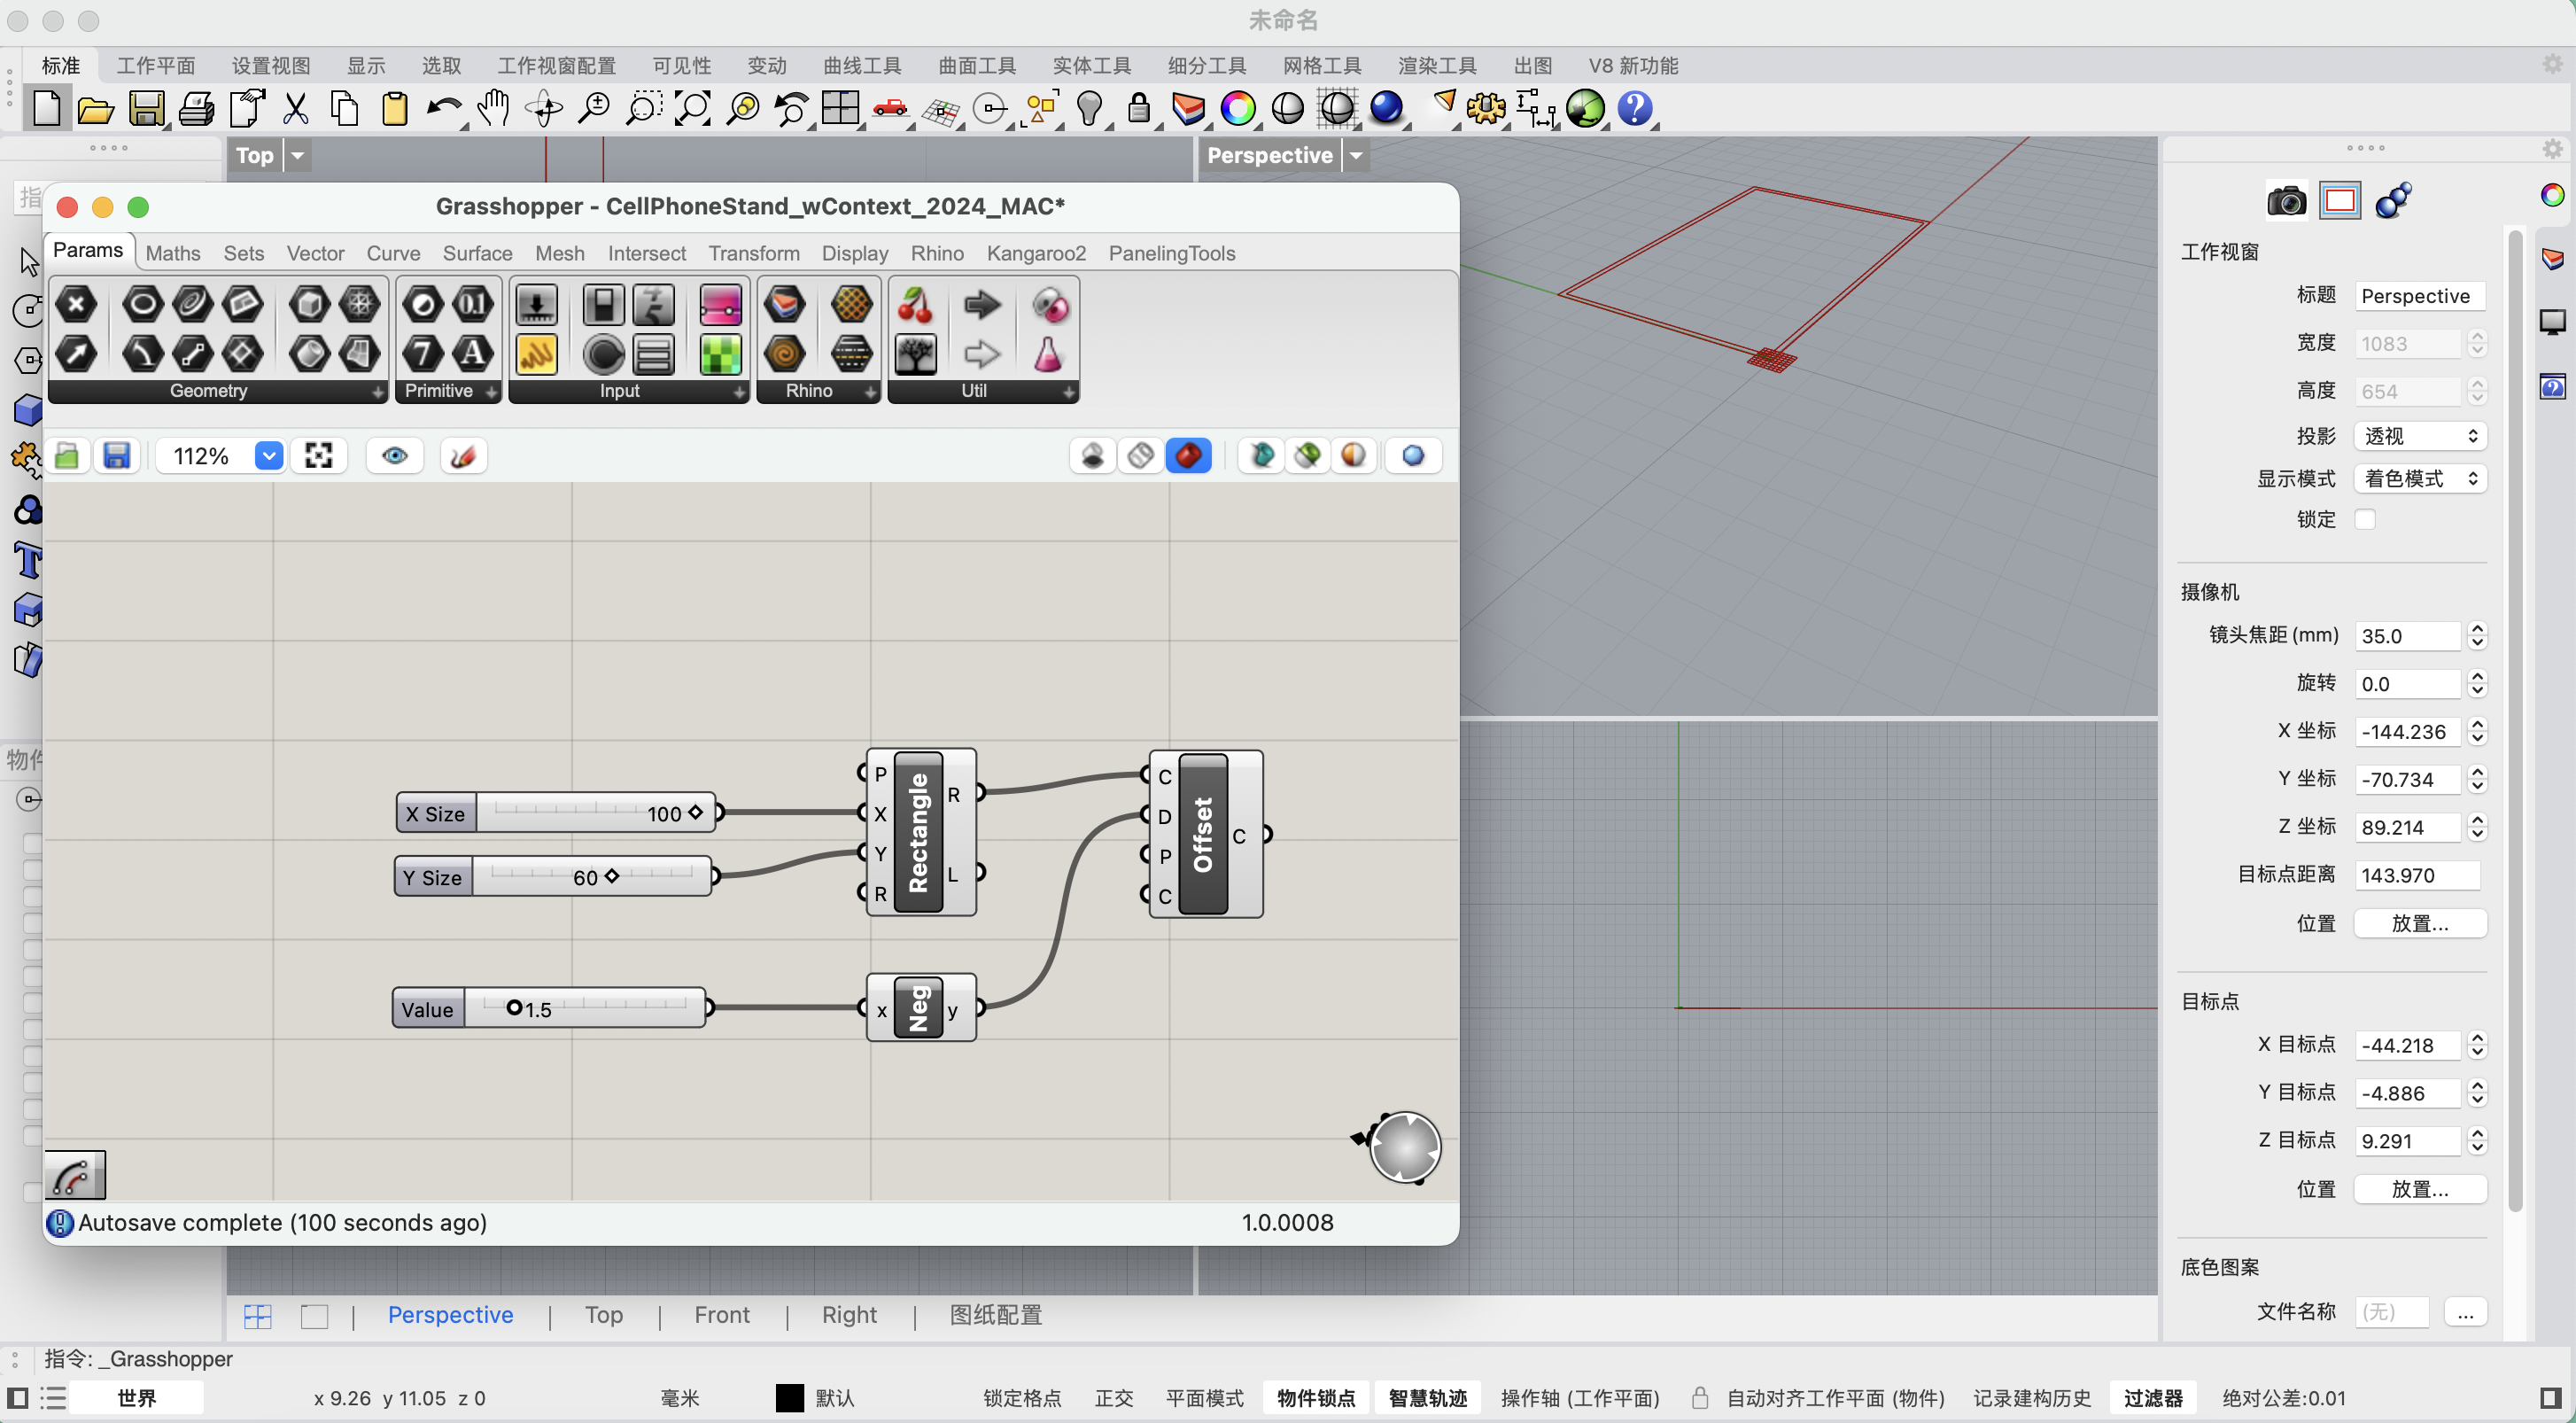 未命名
标准 工作平面 设置视图 显示 选取 工作视窗配置 可见性 变动 曲线工具 曲面工具 实体工具 细分工具 网格工具 渲染工具 出图 V8 新功能
Top
Perspective
指
Grasshopper - CellPhoneStand_wContext_2024_MAC*
Params Maths Sets Vector Curve Surface Mesh Intersect Transform Display Rhino Kangaroo2 PanelingTools
Geometry Primitive Input Rhino Util
112%
物件
X Size 100
Y Size 60
Value 1.5
P
X
Y
R
Rectangle
R
L
x Neg y
C
D
P
C
Offset
C
Autosave complete (100 seconds ago) 1.0.0008
Perspective | Top | Front | Right | 图纸配置
工作视窗
标题 Perspective
宽度 1083
高度 654
投影 透视
显示模式 着色模式
锁定
摄像机
镜头焦距 (mm) 35.0
旋转 0.0
X 坐标 -144.236
Y 坐标 -70.734
Z 坐标 89.214
目标点距离 143.970
位置 放置...
目标点
X 目标点 -44.218
Y 目标点 -4.886
Z 目标点 9.291
位置 放置...
底色图案
文件名称 (无) ...
指令: _Grasshopper
世界 x 9.26 y 11.05 z 0 毫米 默认 锁定格点 正交 平面模式 物件锁点 智慧轨迹 操作轴 (工作平面) 自动对齐工作平面 (物件) 记录建构历史 过滤器 绝对公差:0.01